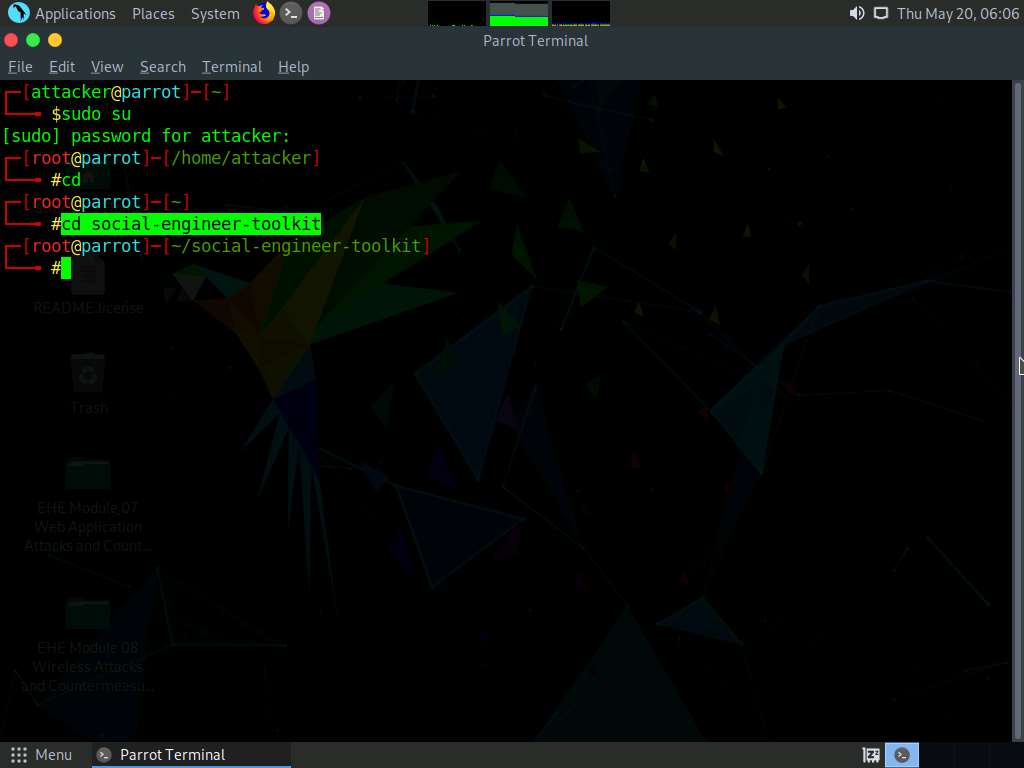 Applications Places System Thu May 20, 06:06
Parrot Terminal
File Edit View Search Terminal Help
[attacker@parrot]-[~]
$sudo su
[sudo] password for attacker:
[root@parrot]-[/home/attacker]
#cd
[root@parrot]-[~]
#cd social-engineer-toolkit
[root@parrot]-[~/social-engineer-toolkit]
#
README.license
Trash
EHE Module 07
Web Application
Attacks and Count...
EHE Module 08
Wireless Attacks
and Countermeasu...
Menu Parrot Terminal